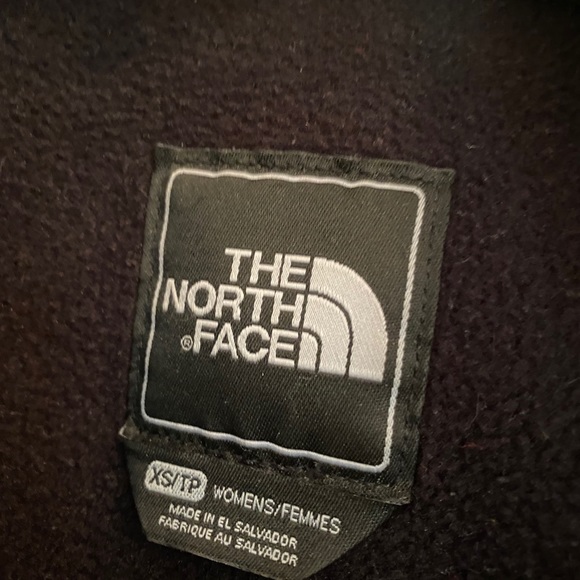 THE
NORTH
®FACE
XS/TP WOMENS/FEMMES
MADE IN EL SALVADOR
FABRIQUE AU SALVADOR